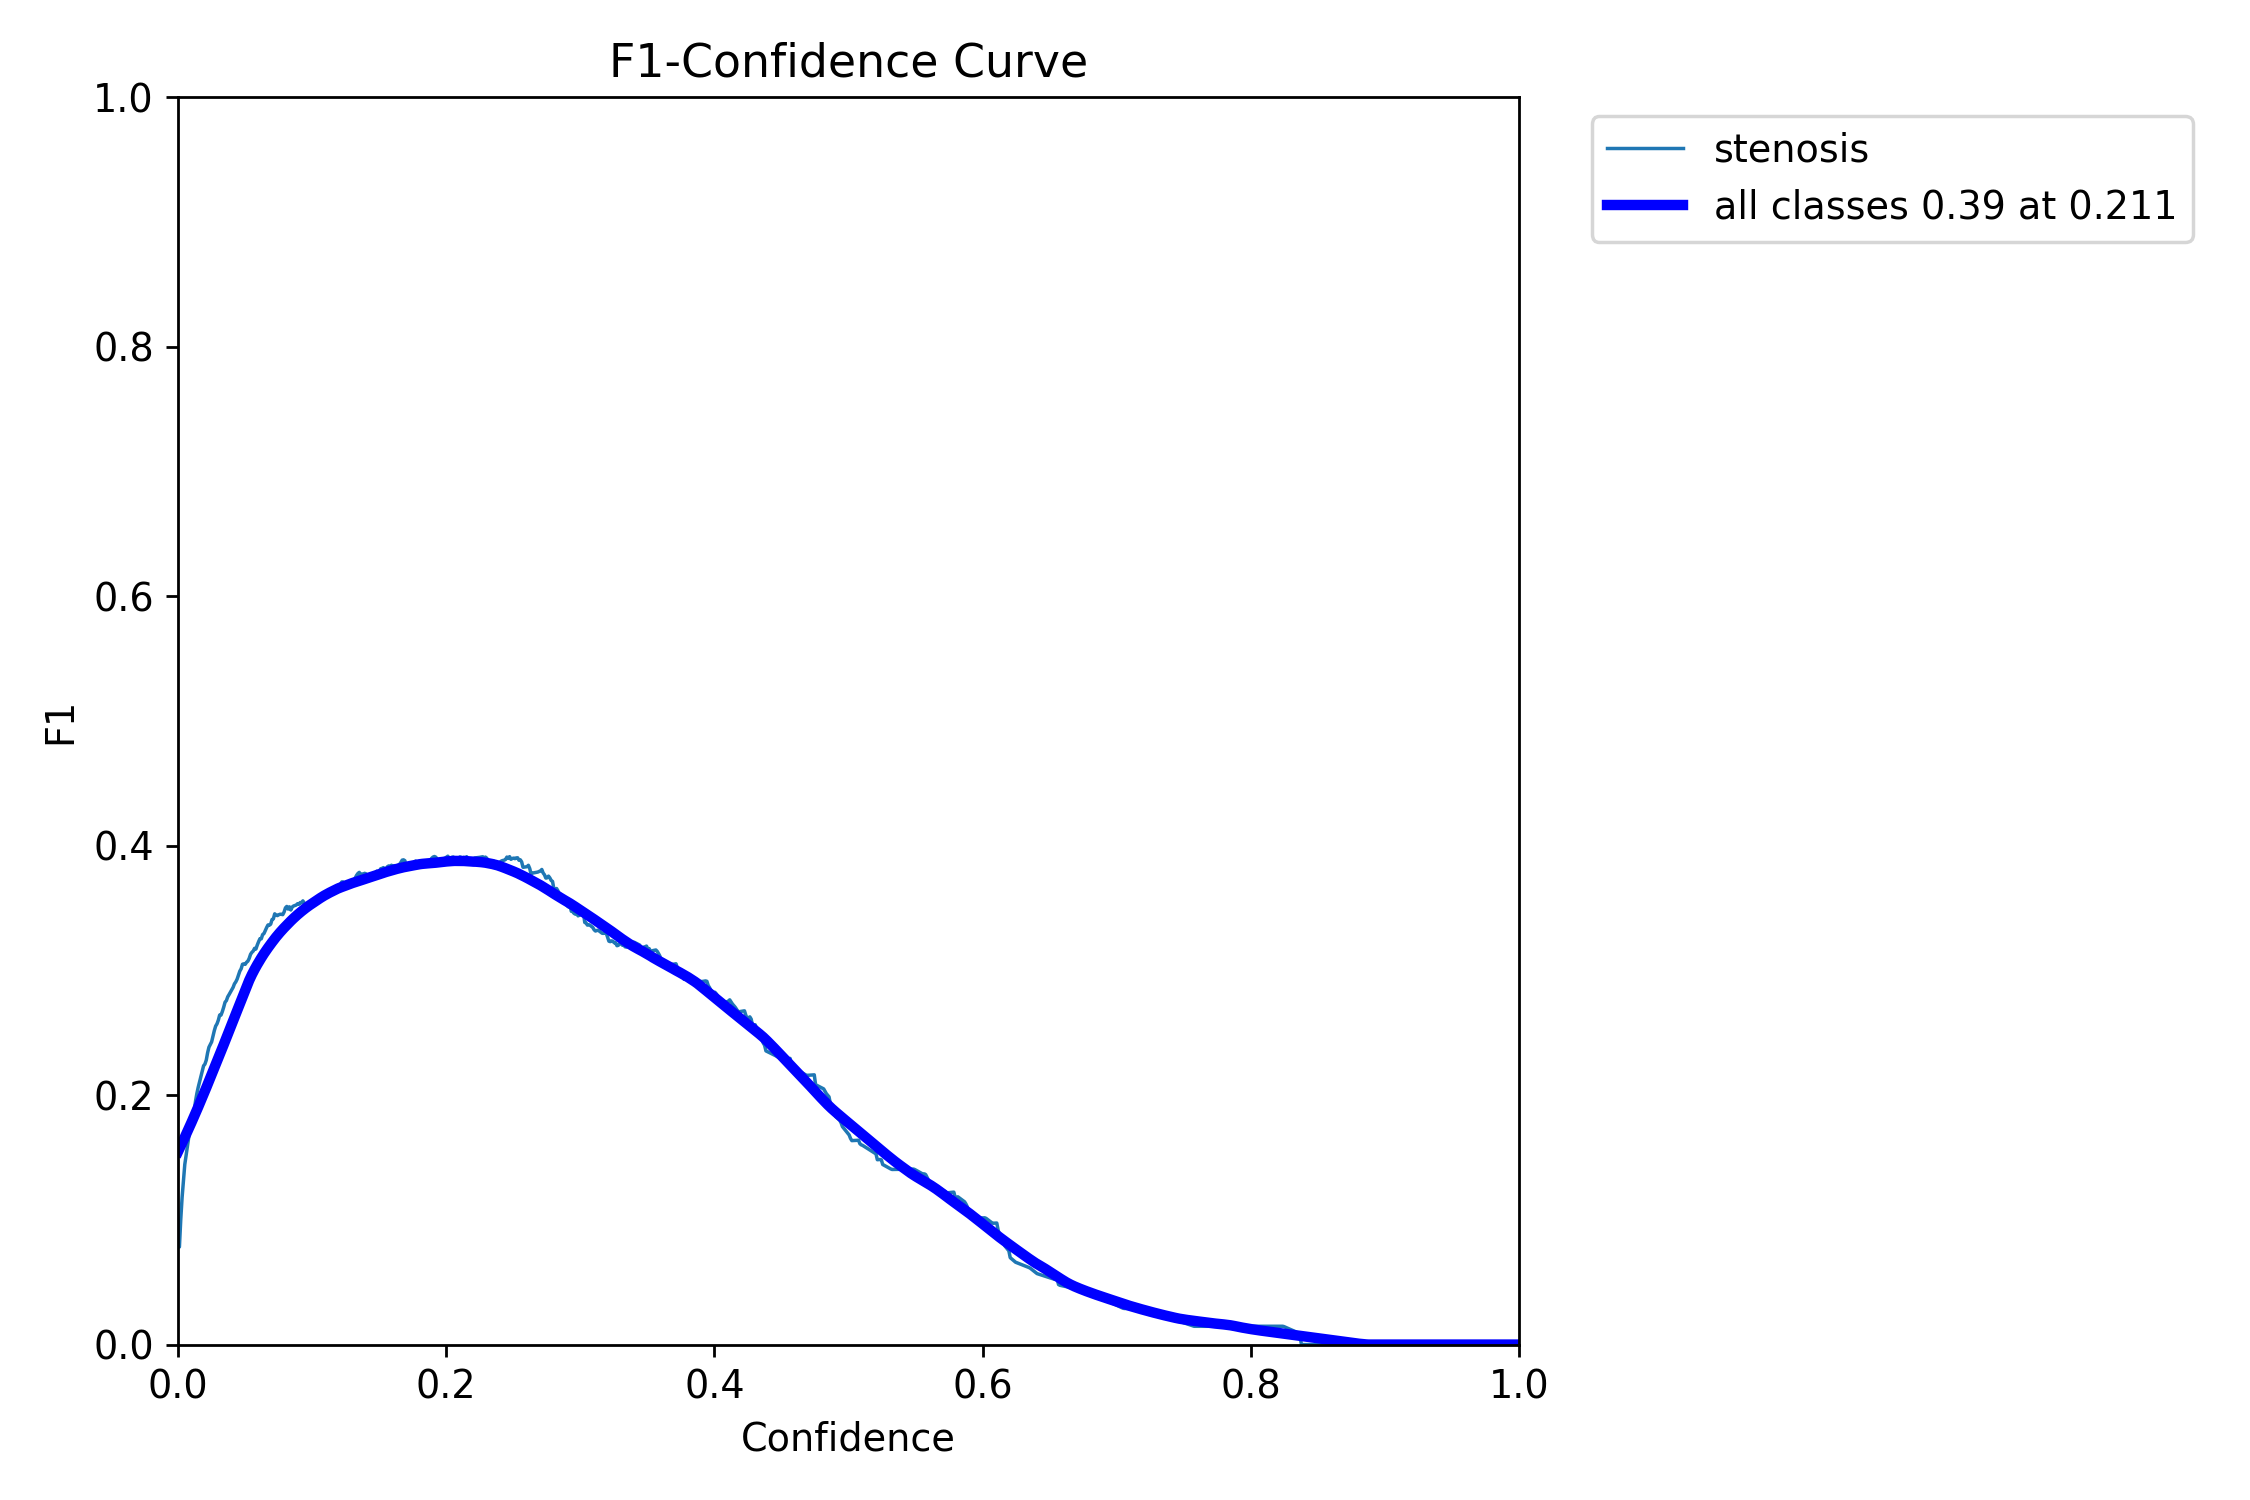 F1-Confidence Curve
stenosis
all classes 0.39 at 0.211
1.0
0.8
0.6
0.4
0.2
0.0
F1
0.0 0.2 0.4 0.6 0.8 1.0
Confidence